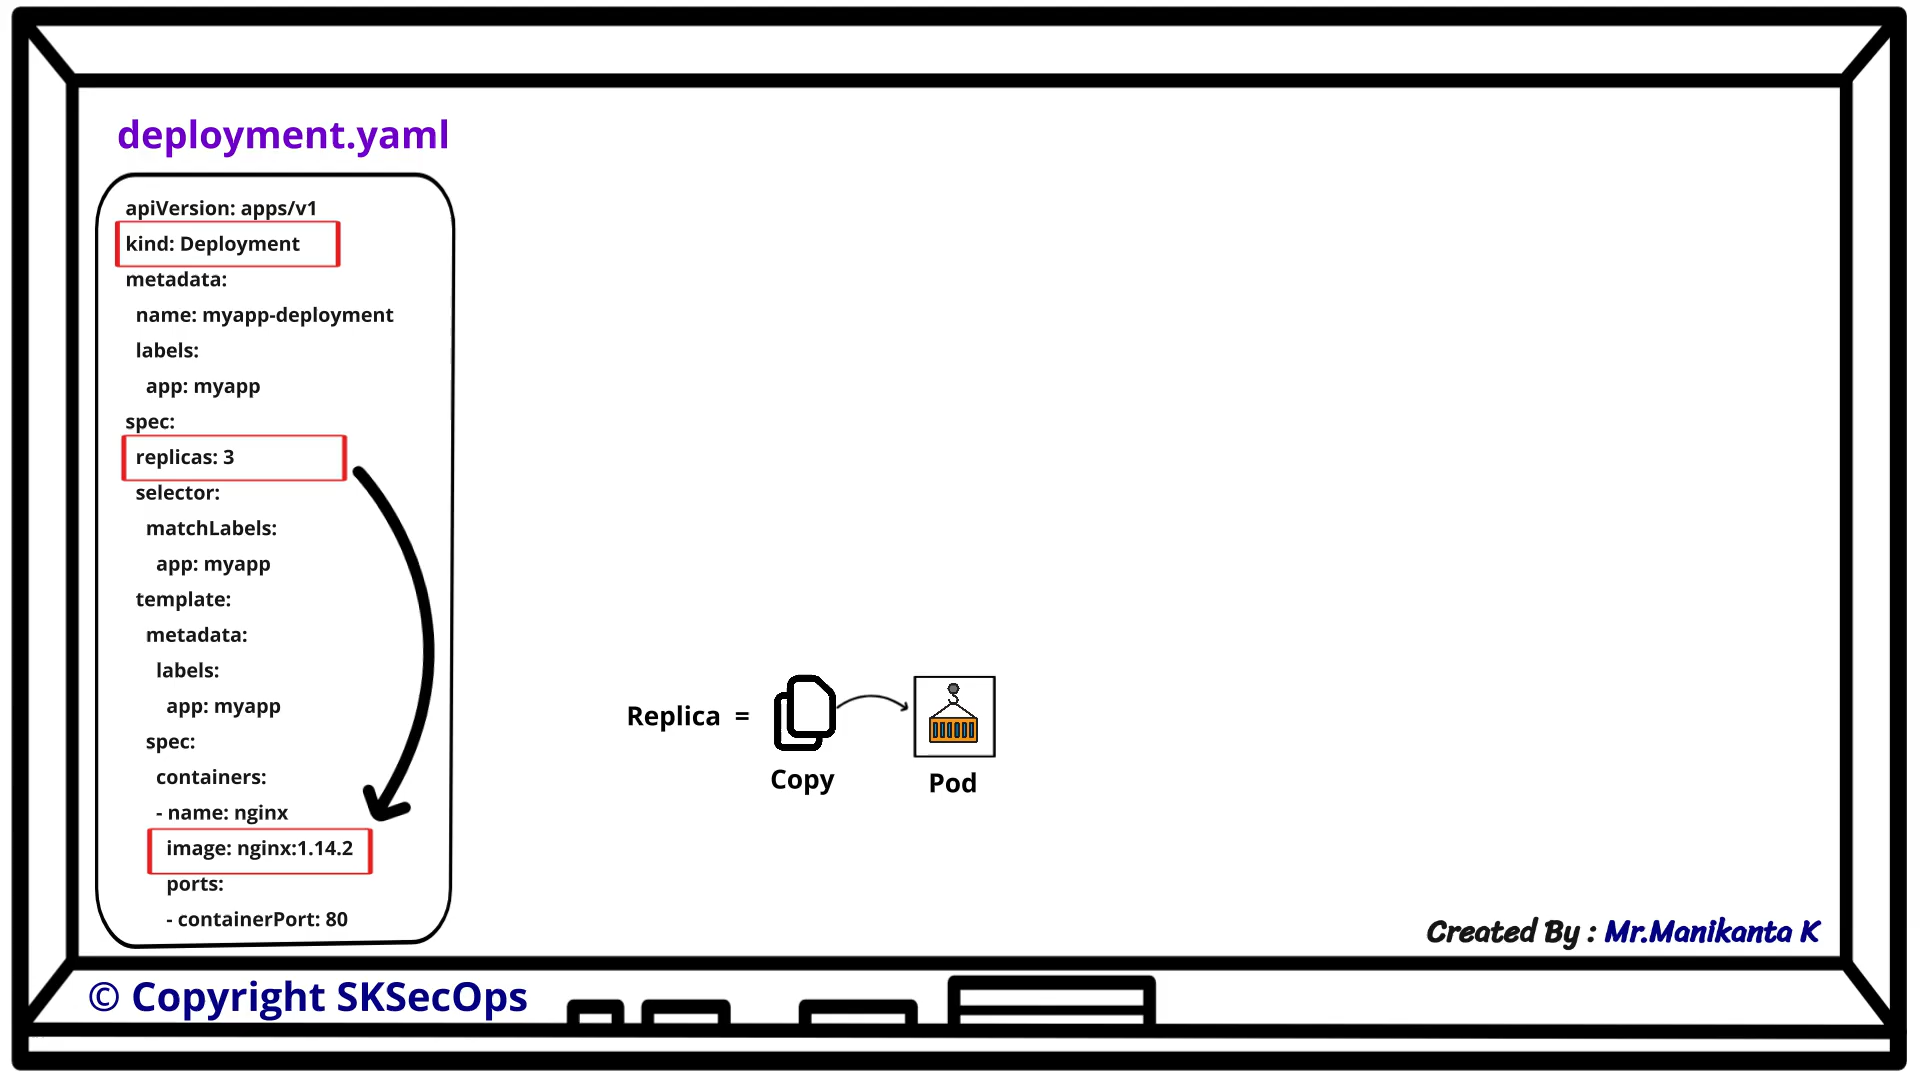 deployment.yaml
apiVersion: apps/v1
kind: Deployment
metadata:
name: myapp-deployment
labels:
app: myapp
spec:
replicas: 3
selector:
matchLabels:
app: myapp
template:
metadata:
labels:
app: myapp
spec:
containers:
- name: nginx
image: nginx:1.14.2
ports:
- containerPort: 80
Replica =
Copy
Pod
Created By : Mr.Manikanta K
© Copyright SKSecOps